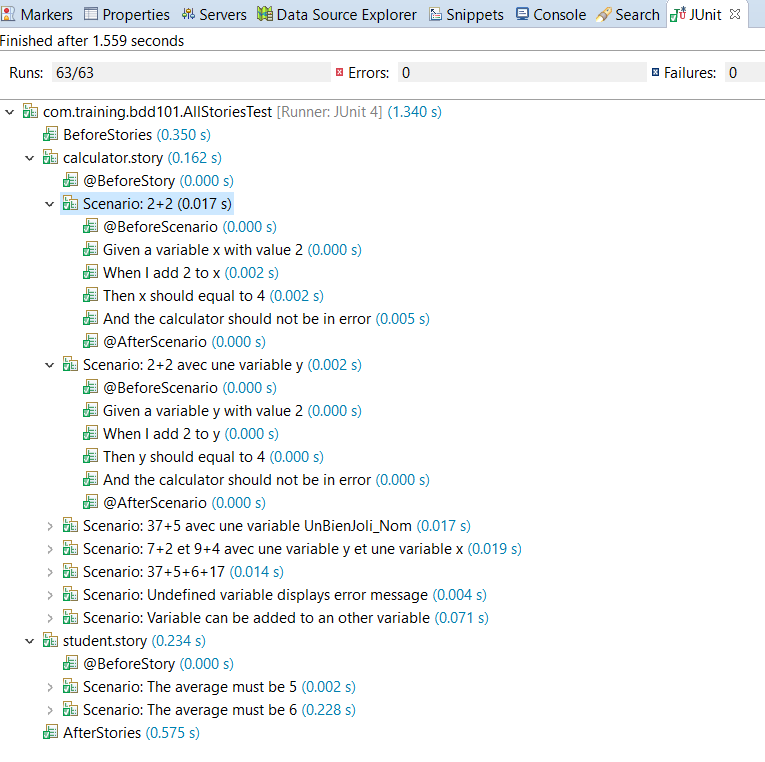 Markers Properties Servers Data Source Explorer Snippets Console Search JUnit
Finished after 1.559 seconds
Runs: 63/63 Errors: 0 Failures: 0
com.training.bdd101.AllStoriesTest [Runner: JUnit 4] (1.340 s)
BeforeStories (0.350 s)
calculator.story (0.162 s)
@BeforeStory (0.000 s)
Scenario: 2+2 (0.017 s)
@BeforeScenario (0.000 s)
Given a variable x with value 2 (0.000 s)
When I add 2 to x (0.002 s)
Then x should equal to 4 (0.002 s)
And the calculator should not be in error (0.005 s)
@AfterScenario (0.000 s)
Scenario: 2+2 avec une variable y (0.002 s)
@BeforeScenario (0.000 s)
Given a variable y with value 2 (0.000 s)
When I add 2 to y (0.000 s)
Then y should equal to 4 (0.000 s)
And the calculator should not be in error (0.000 s)
@AfterScenario (0.000 s)
Scenario: 37+5 avec une variable UnBienJoli_Nom (0.017 s)
Scenario: 7+2 et 9+4 avec une variable y et une variable x (0.019 s)
Scenario: 37+5+6+17 (0.014 s)
Scenario: Undefined variable displays error message (0.004 s)
Scenario: Variable can be added to an other variable (0.071 s)
student.story (0.234 s)
@BeforeStory (0.000 s)
Scenario: The average must be 5 (0.002 s)
Scenario: The average must be 6 (0.228 s)
AfterStories (0.575 s)